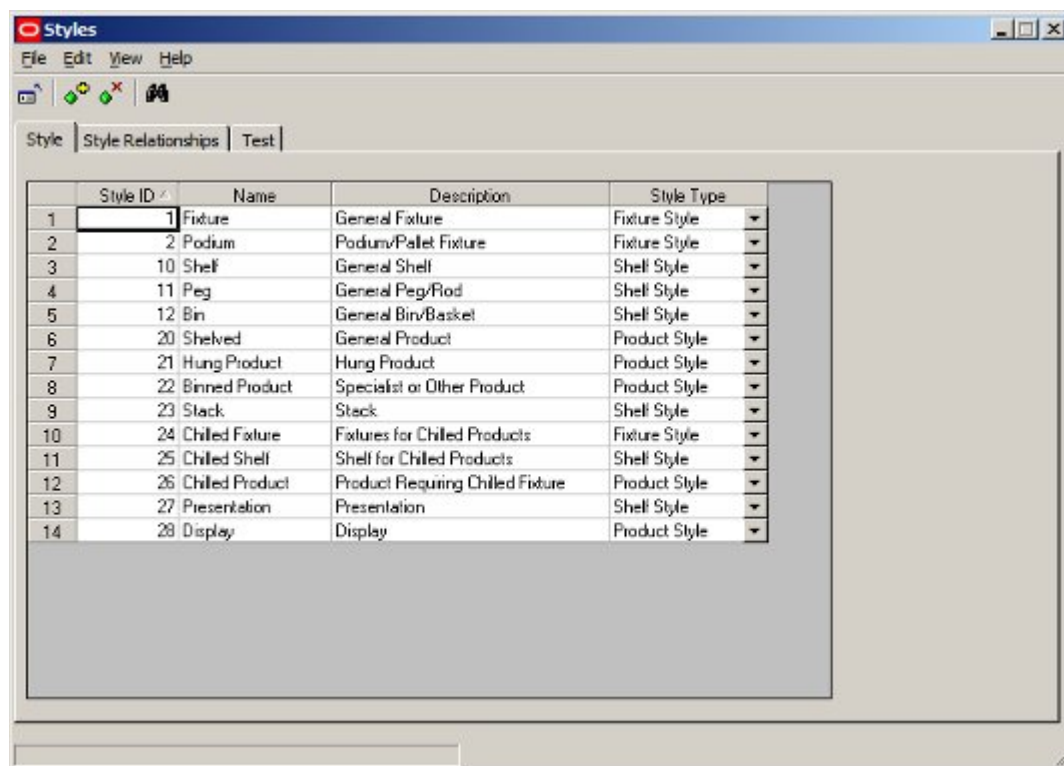 Styles
File Edit View Help
Style Style Relationships Test
Style ID Name Description Style Type
1 1 Fixture General Fixture Fixture Style
2 2 Podium Podium/Pallet Fixture Fixture Style
3 10 Shelf General Shelf Shelf Style
4 11 Peg General Peg/Rod Shelf Style
5 12 Bin General Bin/Basket Shelf Style
6 20 Shelved General Product Product Style
7 21 Hung Product Hung Product Product Style
8 22 Binned Product Specialist or Other Product Product Style
9 23 Stack Stack Shelf Style
10 24 Chilled Fixture Fixtures for Chilled Products Fixture Style
11 25 Chilled Shelf Shelf for Chilled Products Shelf Style
12 26 Chilled Product Product Requiring Chilled Fixture Product Style
13 27 Presentation Presentation Shelf Style
14 28 Display Display Product Style